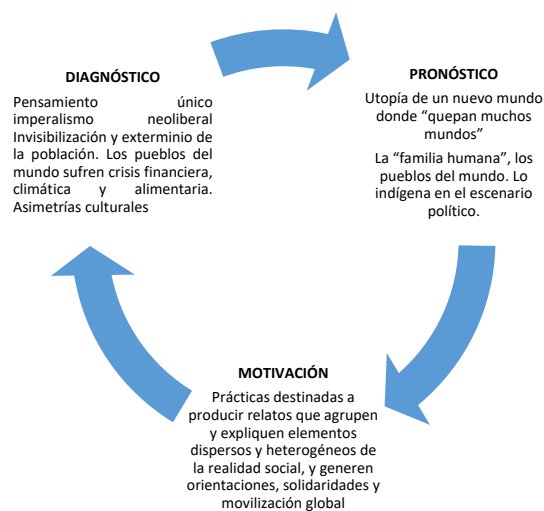 DIAGNÓSTICO
Pensamiento único
imperalismo neoliberal
Invisibilización y exterminio de
la población. Los pueblos del
mundo sufren crisis financiera,
climática y alimentaria.
Asimetrías culturales
PRONÓSTICO
Utopía de un nuevo mundo
donde “quepan muchos
mundos”
La “familia humana”, los
pueblos del mundo. Lo
indígena en el escenario
político.
MOTIVACIÓN
Prácticas destinadas a
producir relatos que agrupen
y expliquen elementos
dispersos y heterogéneos de
la realidad social, y generen
orientaciones, solidaridades y
movilización global